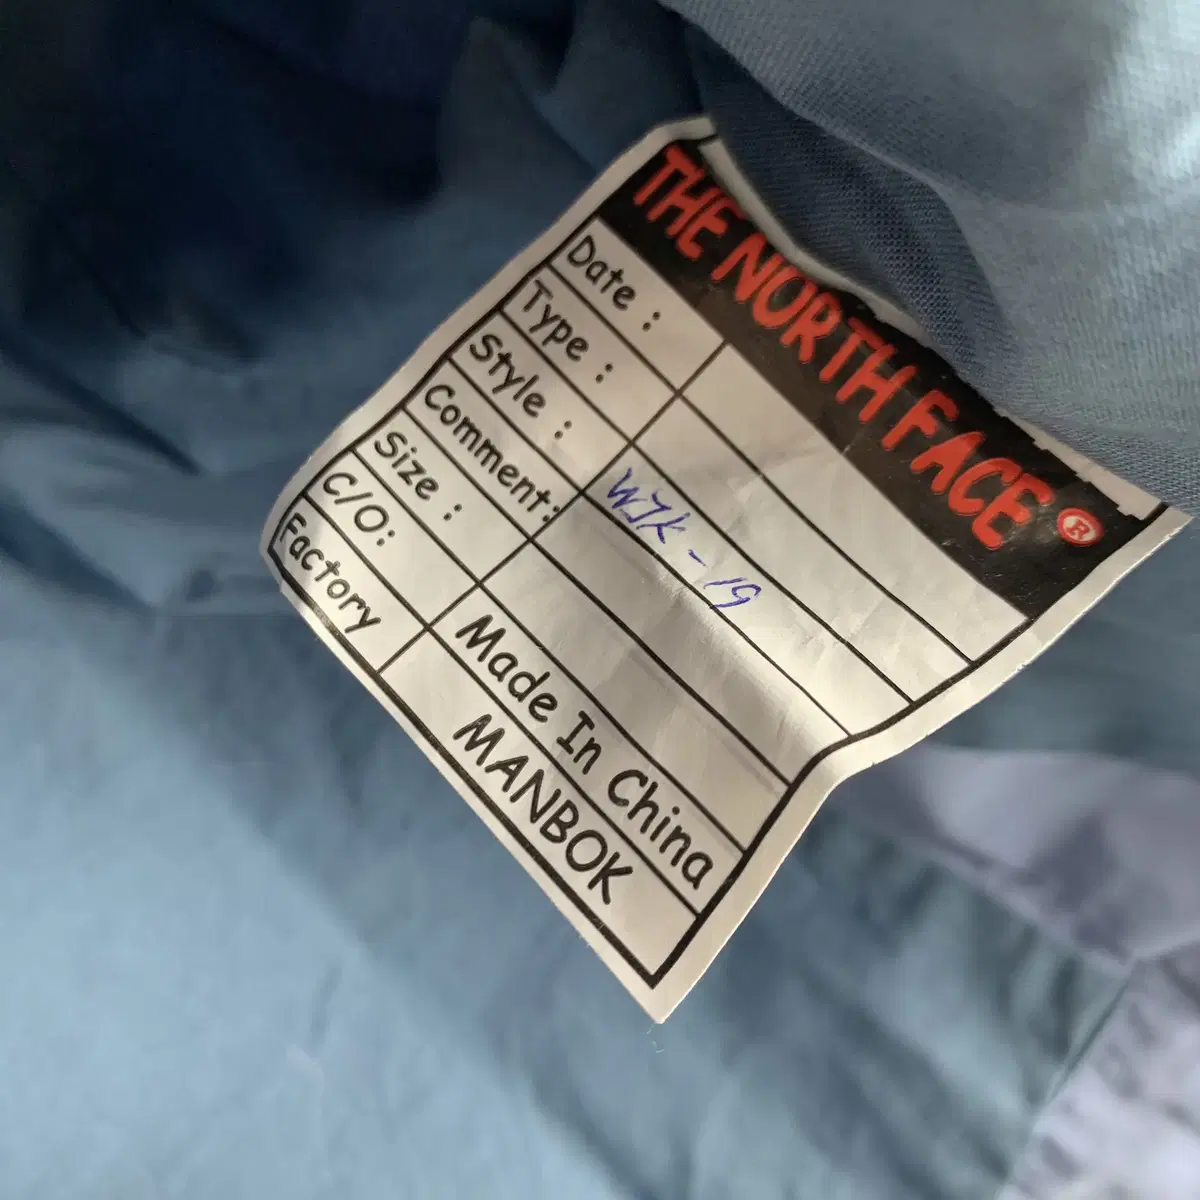 THE NORTH FACE ®
Date :
Type :
Style : WJK-19
Comment:
Size :
C/O: Made In China
Factory MANBOK